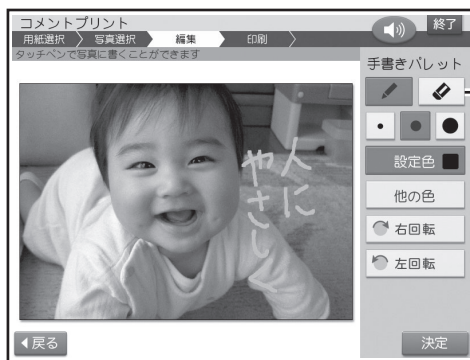 コメントプリント
終了
用紙選択 写真選択 編集 印刷
タッチペンで写真に書くことができます
手書きパレット
人に
やさし
設定色
他の色
右回転
左回転
戻る
決定